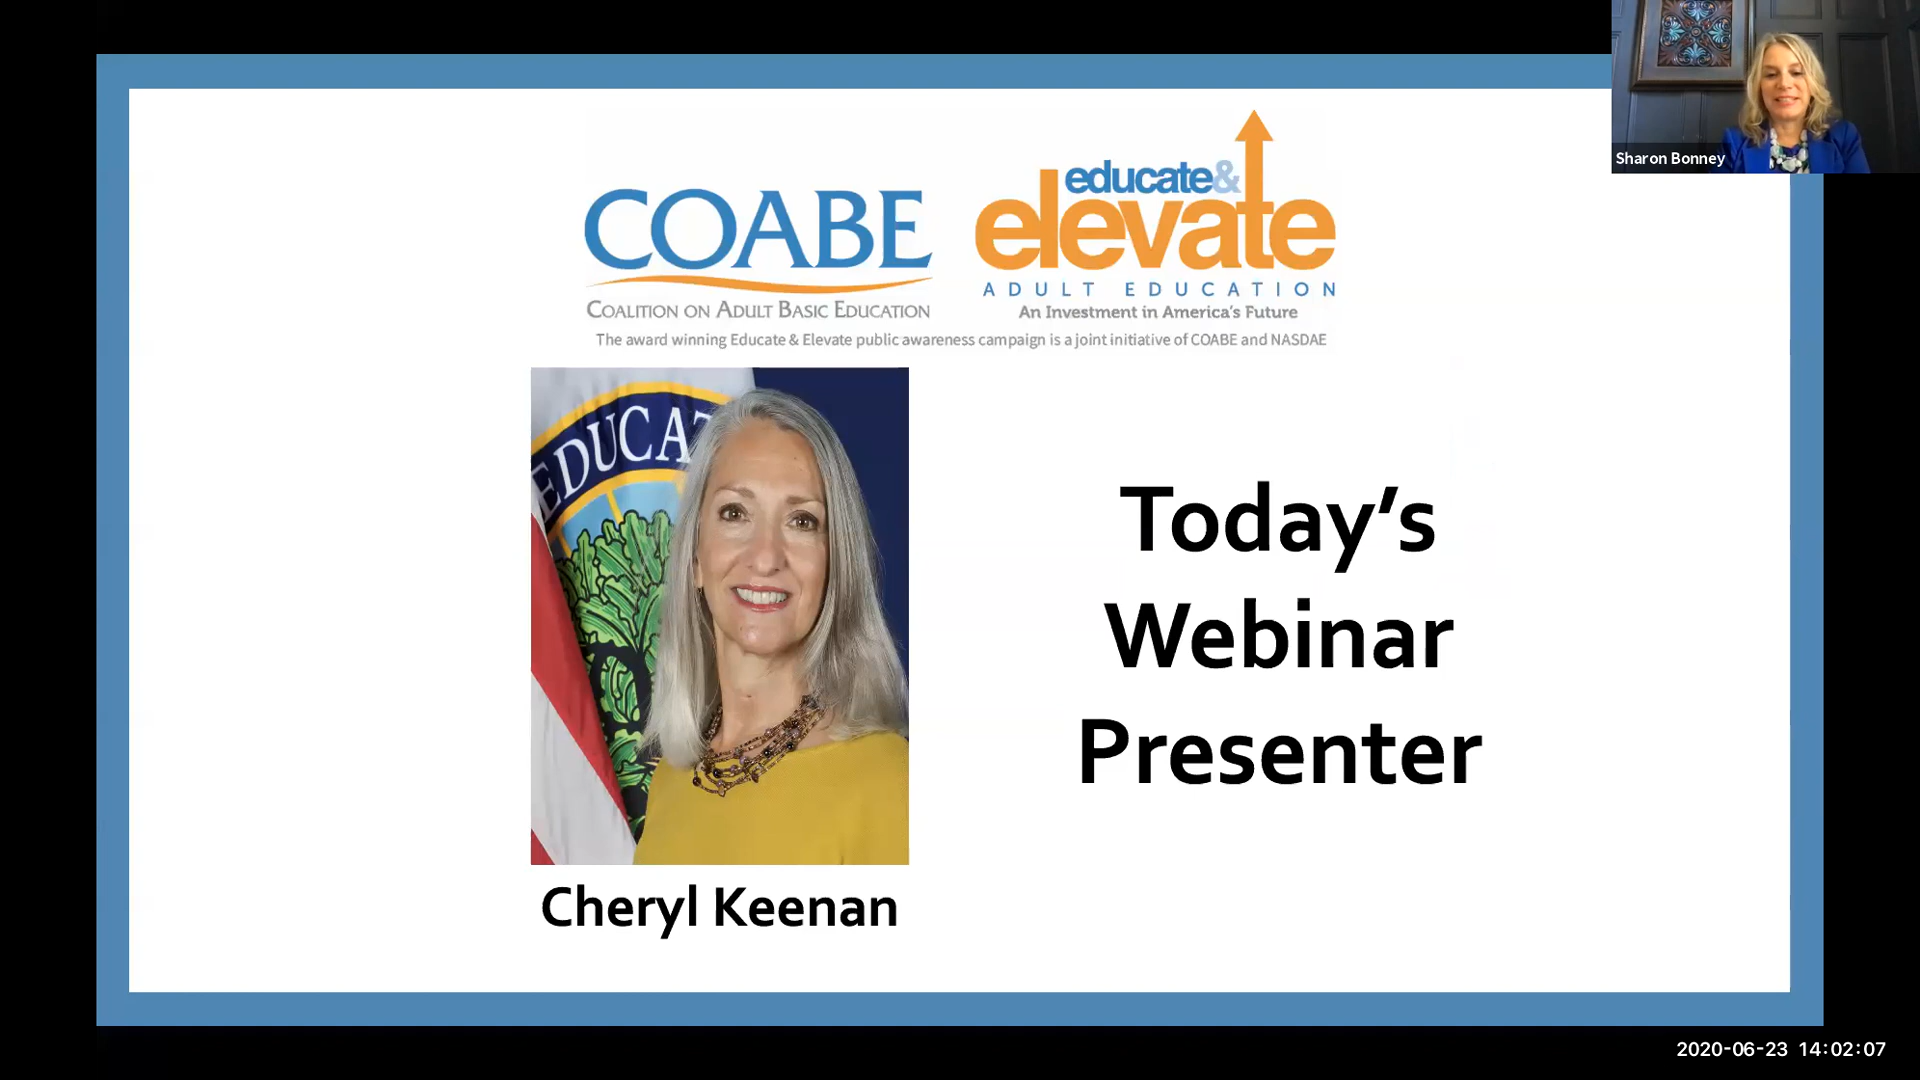 Sharon Bonney
COABE
COALITION ON ADULT BASIC EDUCATION
educate&
elevate
ADULT EDUCATION
An Investment in America's Future
The award winning Educate & Elevate public awareness campaign is a joint initiative of COABE and NASDAE
EDUCAT
Today's
Webinar
Presenter
Cheryl Keenan
2020-06-23 14:02:07